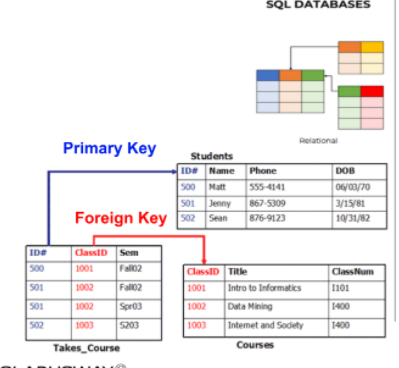 SQL DATABASES
Relational
Primary Key
Students
ID# Name Phone DOB
500 Matt 555-4141 06/03/70
501 Jenny 867-5309 3/15/81
502 Sean 876-9123 10/31/82
Foreign Key
ID# ClassID Sem
500 1001 Fall02
501 1002 Fall02
501 1002 Spr03
502 1003 S203
Takes_Course
ClassID Title ClassNum
1001 Intro to Informatics I101
1002 Data Mining I400
1003 Internet and Society I400
Courses